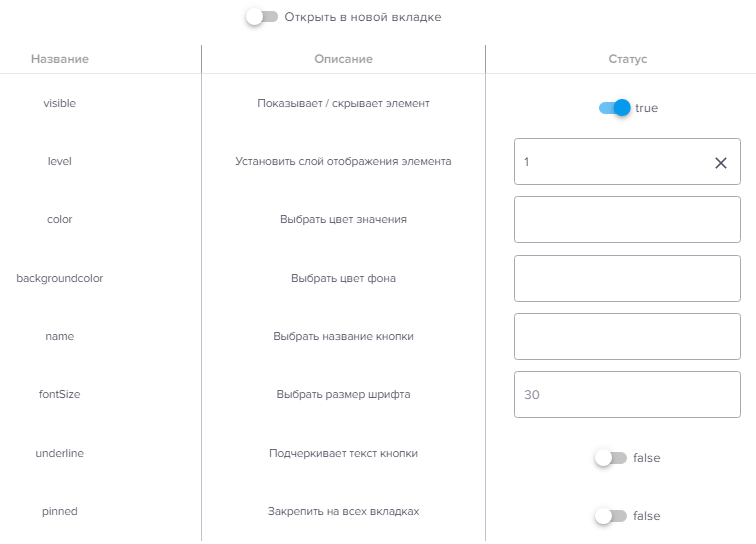 Открыть в новой вкладке
Название Описание Статус
visible Показывает / скрывает элемент true
level Установить слой отображения элемента 1
color Выбрать цвет значения
backgroundcolor Выбрать цвет фона
name Выбрать название кнопки
fontSize Выбрать размер шрифта 30
underline Подчеркивает текст кнопки false
pinned Закрепить на всех вкладках false